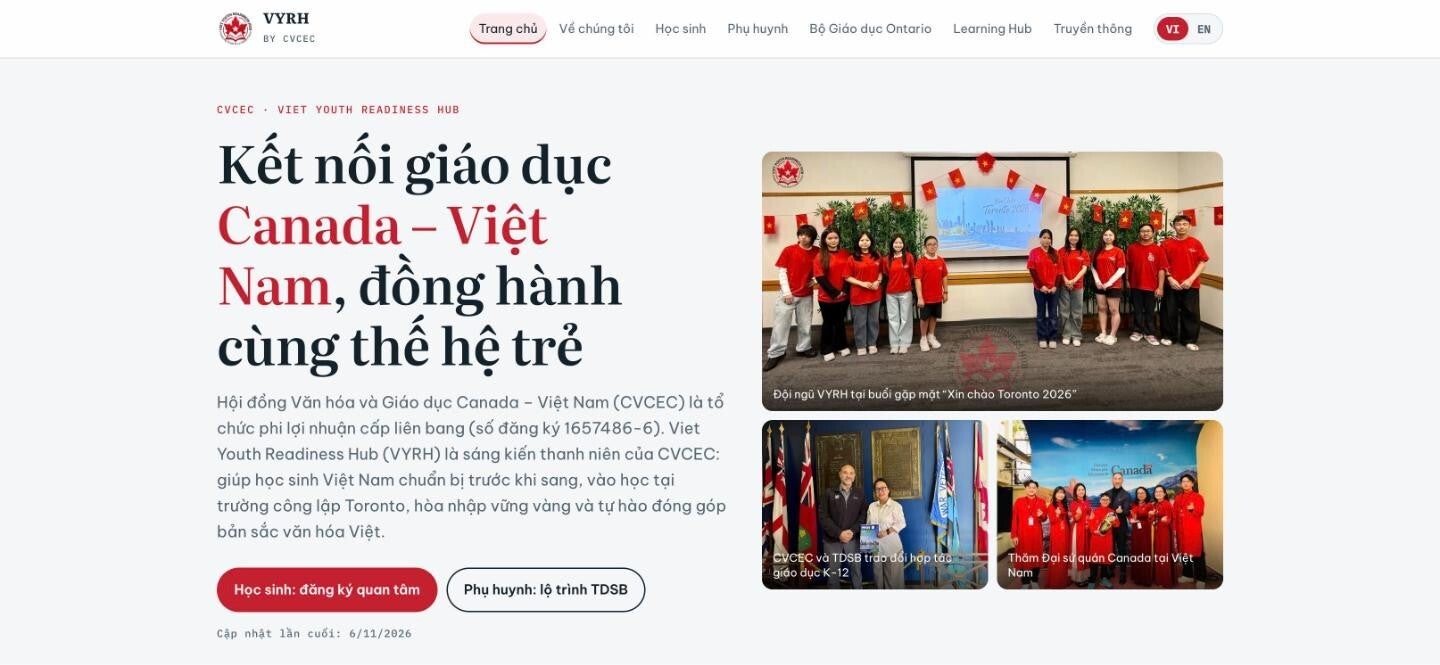 VYRH
BY CVCEC
Trang chủ
Về chúng tôi
Học sinh
Phụ huynh
Bộ Giáo dục Ontario
Learning Hub
Truyền thông
VI
EN
CVCEC · VIET YOUTH READINESS HUB
Kết nối giáo dục
Canada – Việt
Nam, đồng hành
cùng thế hệ trẻ
Hội đồng Văn hóa và Giáo dục Canada – Việt Nam (CVCEC) là tổ
chức phi lợi nhuận cấp liên bang (số đăng ký 1657486-6). Viet
Youth Readiness Hub (VYRH) là sáng kiến thanh niên của CVCEC:
giúp học sinh Việt Nam chuẩn bị trước khi sang, vào học tại
trường công lập Toronto, hòa nhập vững vàng và tự hào đóng góp
bản sắc văn hóa Việt.
Học sinh: đăng ký quan tâm
Phụ huynh: lộ trình TDSB
Cập nhật lần cuối: 6/11/2026
Toronto 2026
Đội ngũ VYRH tại buổi gặp mặt “Xin chào Toronto 2026”
CVCEC và TDSB trao đổi hợp tác
giáo dục K-12
Canada
Thăm Đại sứ quán Canada tại Việt
Nam